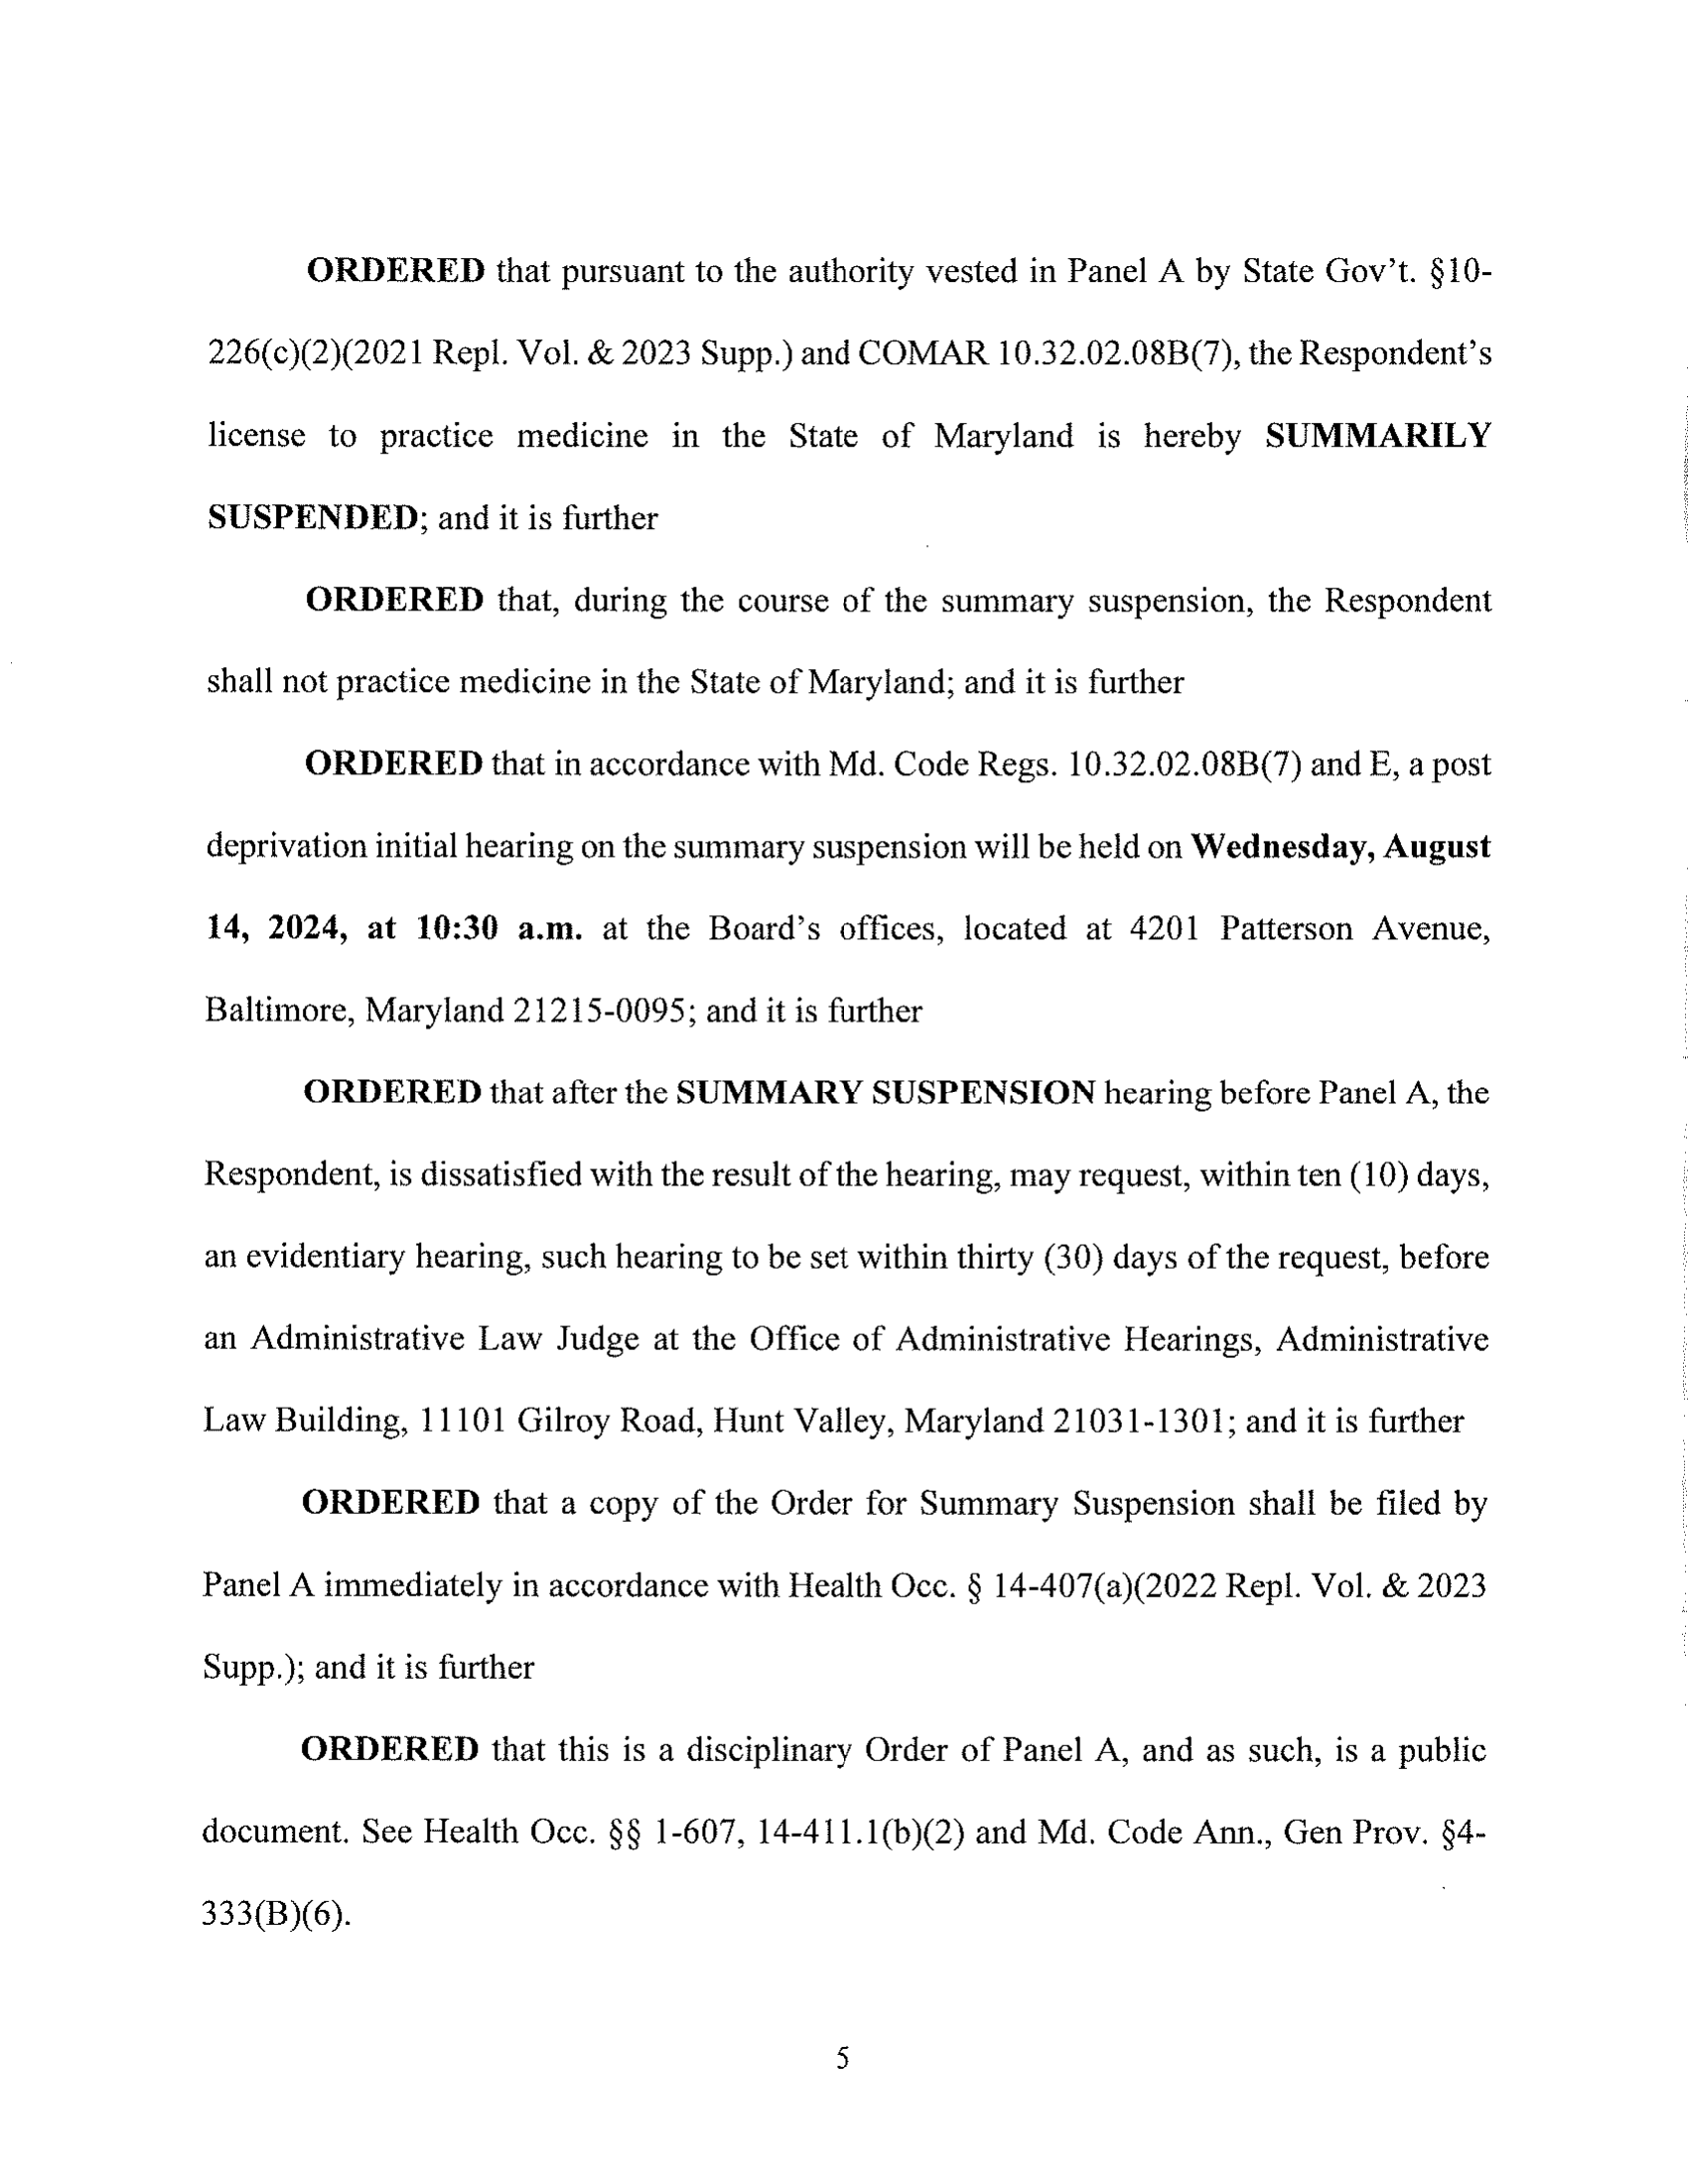 ORDERED that pursuant to the authority vested in Panel A by State Gov't. §10-
226(c)(2)(2021 Repl. Vol. & 2023 Supp.) and COMAR 10.32.02.08B(7), the Respondent's
license to practice medicine in the State of Maryland is hereby SUMMARILY
SUSPENDED; and it is further
ORDERED that, during the course of the summary suspension, the Respondent
shall not practice medicine in the State of Maryland; and it is further
ORDERED that in accordance with Md. Code Regs. 10.32.02.08B(7) and E, a post
deprivation initial hearing on the summary suspension will be held on Wednesday, August
14, 2024, at 10:30 a.m. at the Board's offices, located at 4201 Patterson Avenue,
Baltimore, Maryland 21215-0095; and it is further
ORDERED that after the SUMMARY SUSPENSION hearing before Panel A, the
Respondent, is dissatisfied with the result of the hearing, may request, within ten (10) days,
an evidentiary hearing, such hearing to be set within thirty (30) days of the request, before
an Administrative Law Judge at the Office of Administrative Hearings, Administrative
Law Building, 11101 Gilroy Road, Hunt Valley, Maryland 21031-1301; and it is further
ORDERED that a copy of the Order for Summary Suspension shall be filed by
Panel A immediately in accordance with Health Occ. § 14-407(a)(2022 Repl. Vol. & 2023
Supp.); and it is further
ORDERED that this is a disciplinary Order of Panel A, and as such, is a public
document. See Health Occ. §§ 1-607, 14-411.1(b)(2) and Md. Code Ann., Gen Prov. §4-
333(B)(6).
5